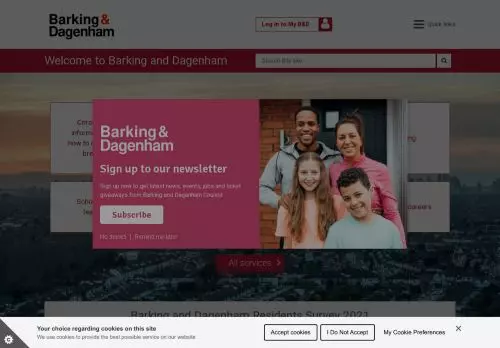 Barking &
Dagenham
Log in to My B&D
Quick links
Welcome to Barking and Dagenham
Search the site
Barking &
Dagenham
Sign up to our newsletter
Sign up now to get latest news, events, jobs and ticket
giveaways from Barking and Dagenham Council
Subscribe
No thanks | Remind me later
careers
All services
Barking and Dagenham Residents Survey 2021
Your choice regarding cookies on this site
We use cookies to provide the best possible service on our website
Accept cookies
I Do Not Accept
My Cookie Preferences